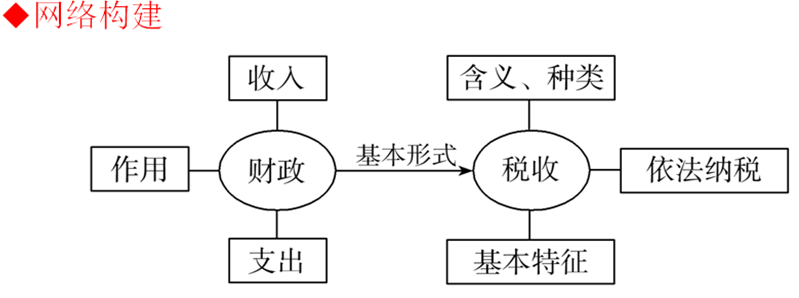 ◆网络构建
收入
含义、种类
作用
财政
基本形式
税收
依法纳税
支出
基本特征